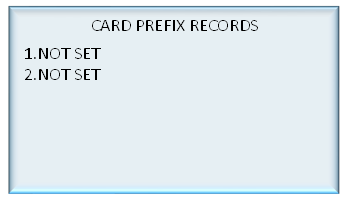 CARD PREFIX RECORDS
1.NOT SET
2.NOT SET